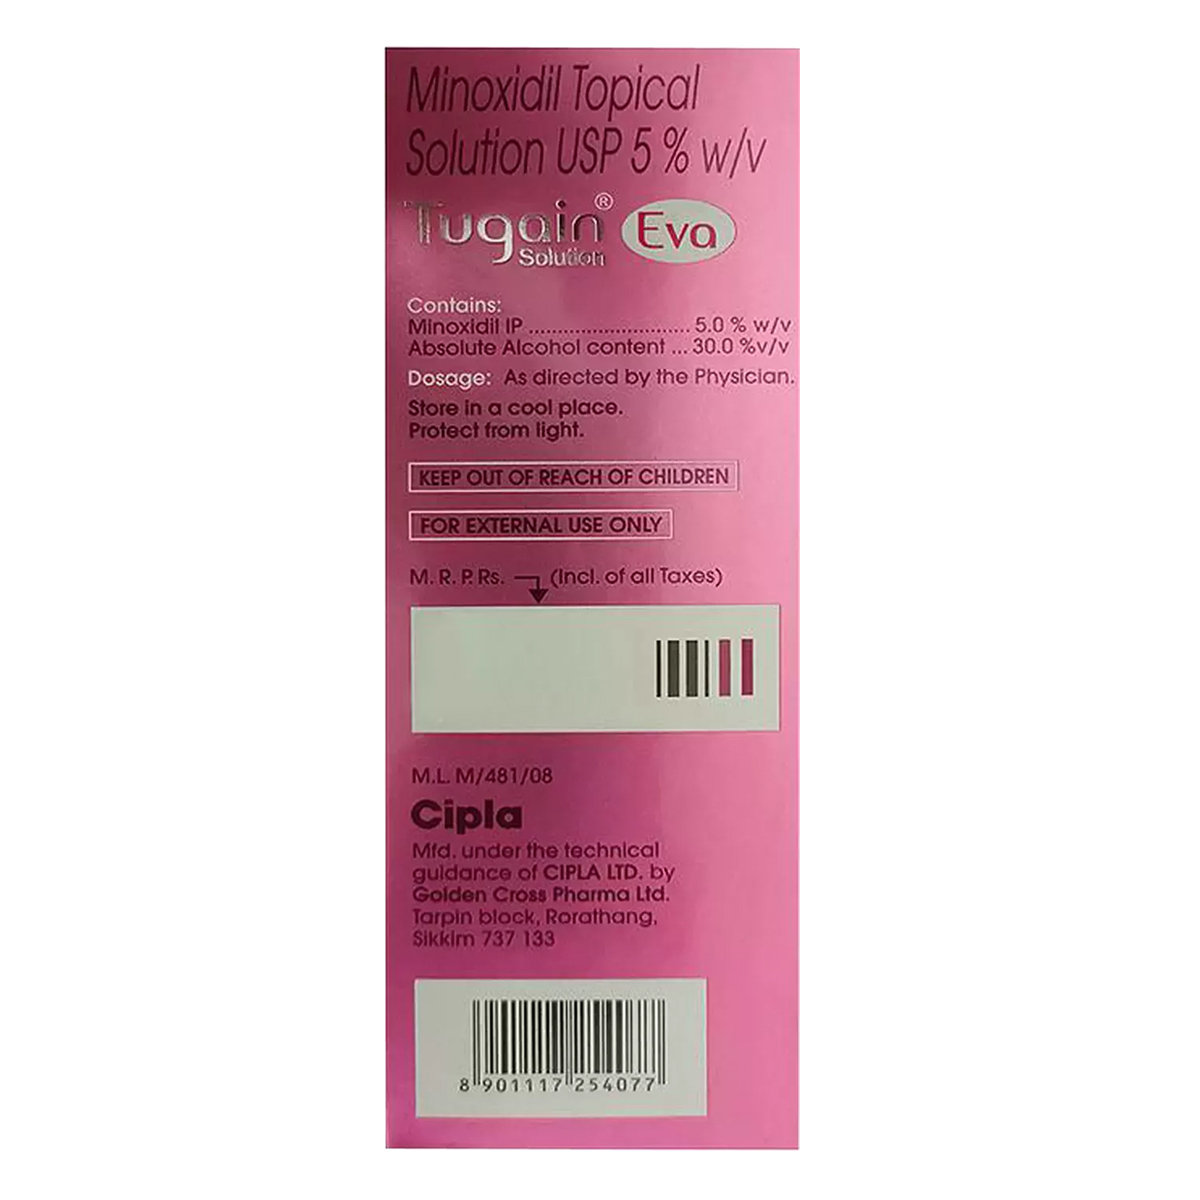 Minoxidil Topical
Solution USP 5 % w/v
Tugain® Eva
Solution
Contains:
Minoxidil IP ........................... 5.0 % w/v
Absolute Alcohol content ... 30.0 %v/v
Dosage: As directed by the Physician.
Store in a cool place.
Protect from light.
KEEP OUT OF REACH OF CHILDREN
FOR EXTERNAL USE ONLY
M. R. P. Rs. (Incl. of all Taxes)
M.L. M/481/08
Cipla
Mfd. under the technical
guidance of CIPLA LTD. by
Golden Cross Pharma Ltd.
Tarpin block, Rorathang,
Sikkim 737 133
8 901117 254077